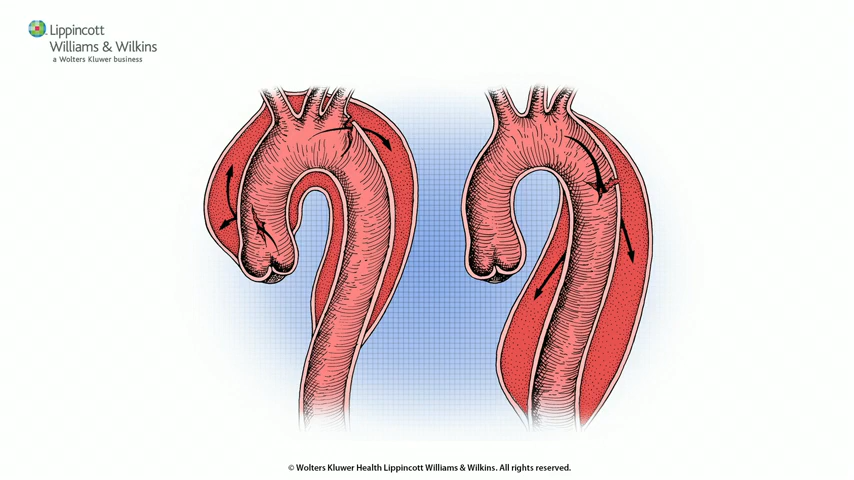 Lippincott
Williams & Wilkins
a Wolters Kluwer business
© Wolters Kluwer Health Lippincott Williams & Wilkins. All rights reserved.